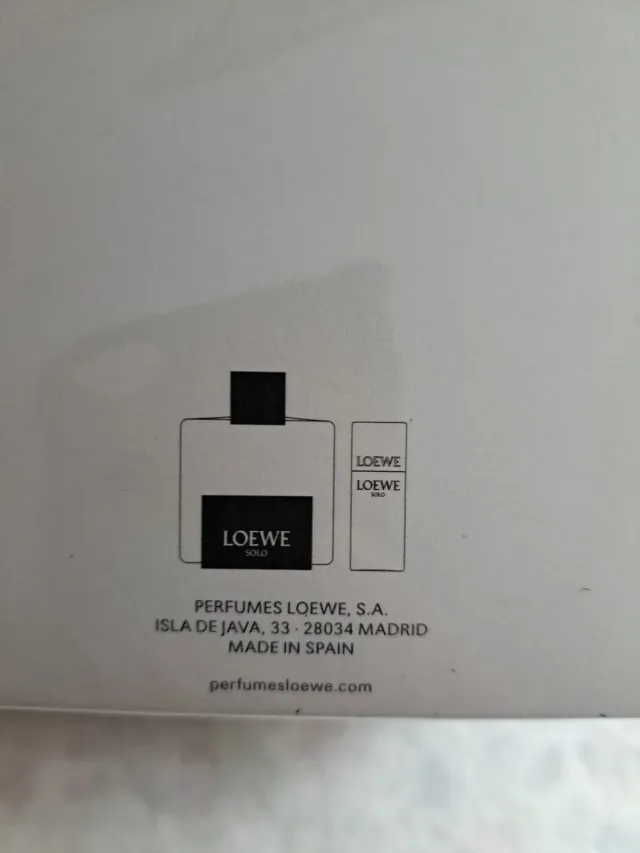 LOEWE
LOEWE
SOLO
LOEWE
SOLO
PERFUMES LOEWE, S.A.
ISLA DE JAVA, 33 · 28034 MADRID
MADE IN SPAIN
perfumesloewe.com